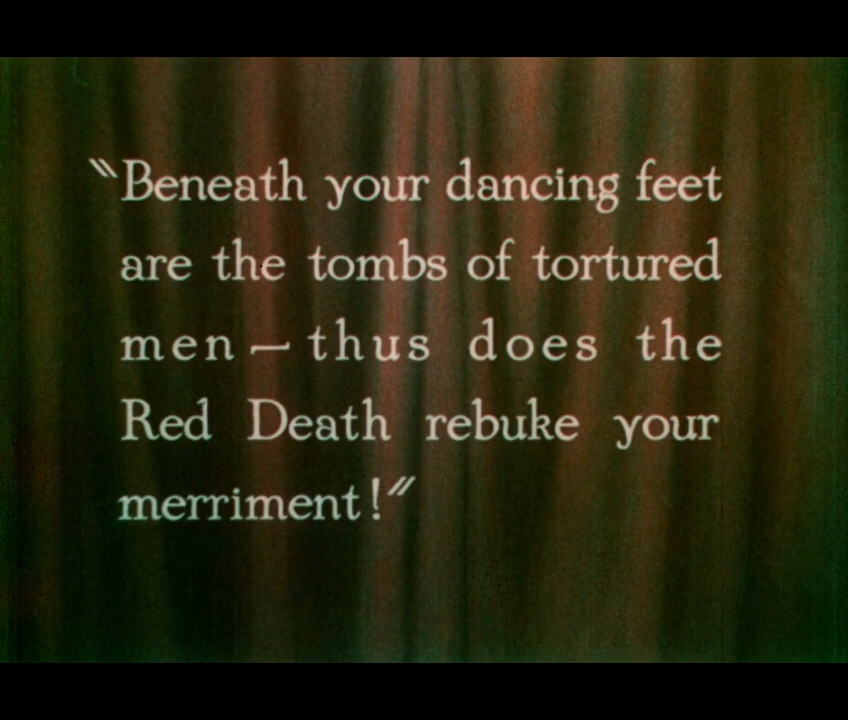 "Beneath your dancing feet
are the tombs of tortured
men — thus does the
Red Death rebuke your
merriment!"